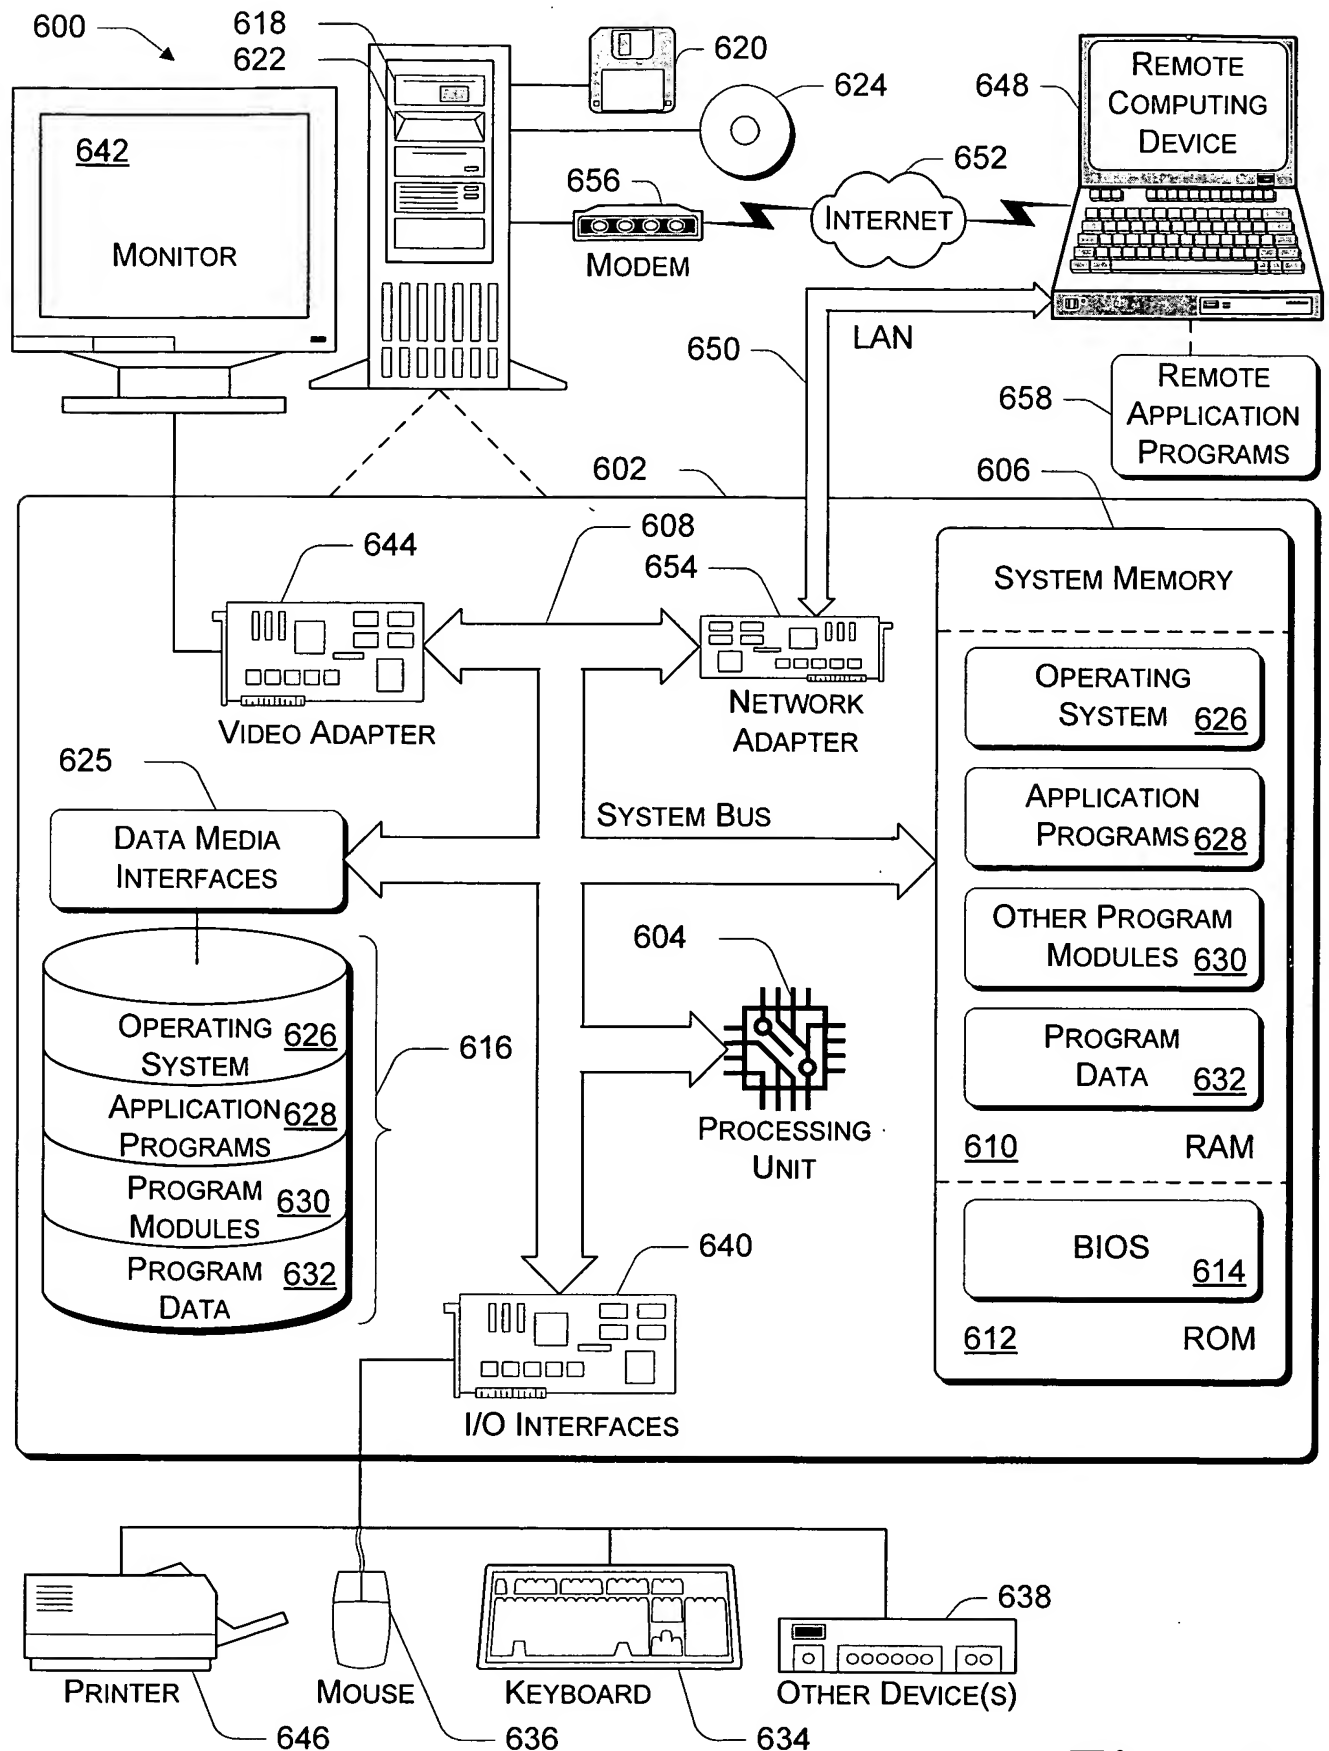 600
618
622
620
624
648
REMOTE
COMPUTING
DEVICE
642
MONITOR
656
MODEM
652
INTERNET
650
LAN
658
REMOTE
APPLICATION
PROGRAMS
602
606
608
644
654
VIDEO ADAPTER
NETWORK
ADAPTER
SYSTEM MEMORY
OPERATING
SYSTEM 626
APPLICATION
PROGRAMS 628
OTHER PROGRAM
MODULES 630
PROGRAM
DATA 632
610 RAM
BIOS
614
612 ROM
625
DATA MEDIA
INTERFACES
SYSTEM BUS
604
PROCESSING
UNIT
OPERATING 626
SYSTEM
616
APPLICATION 628
PROGRAMS
PROGRAM 630
MODULES
PROGRAM 632
DATA
640
I/O INTERFACES
638
PRINTER
MOUSE
KEYBOARD
OTHER DEVICE(S)
646
636
634